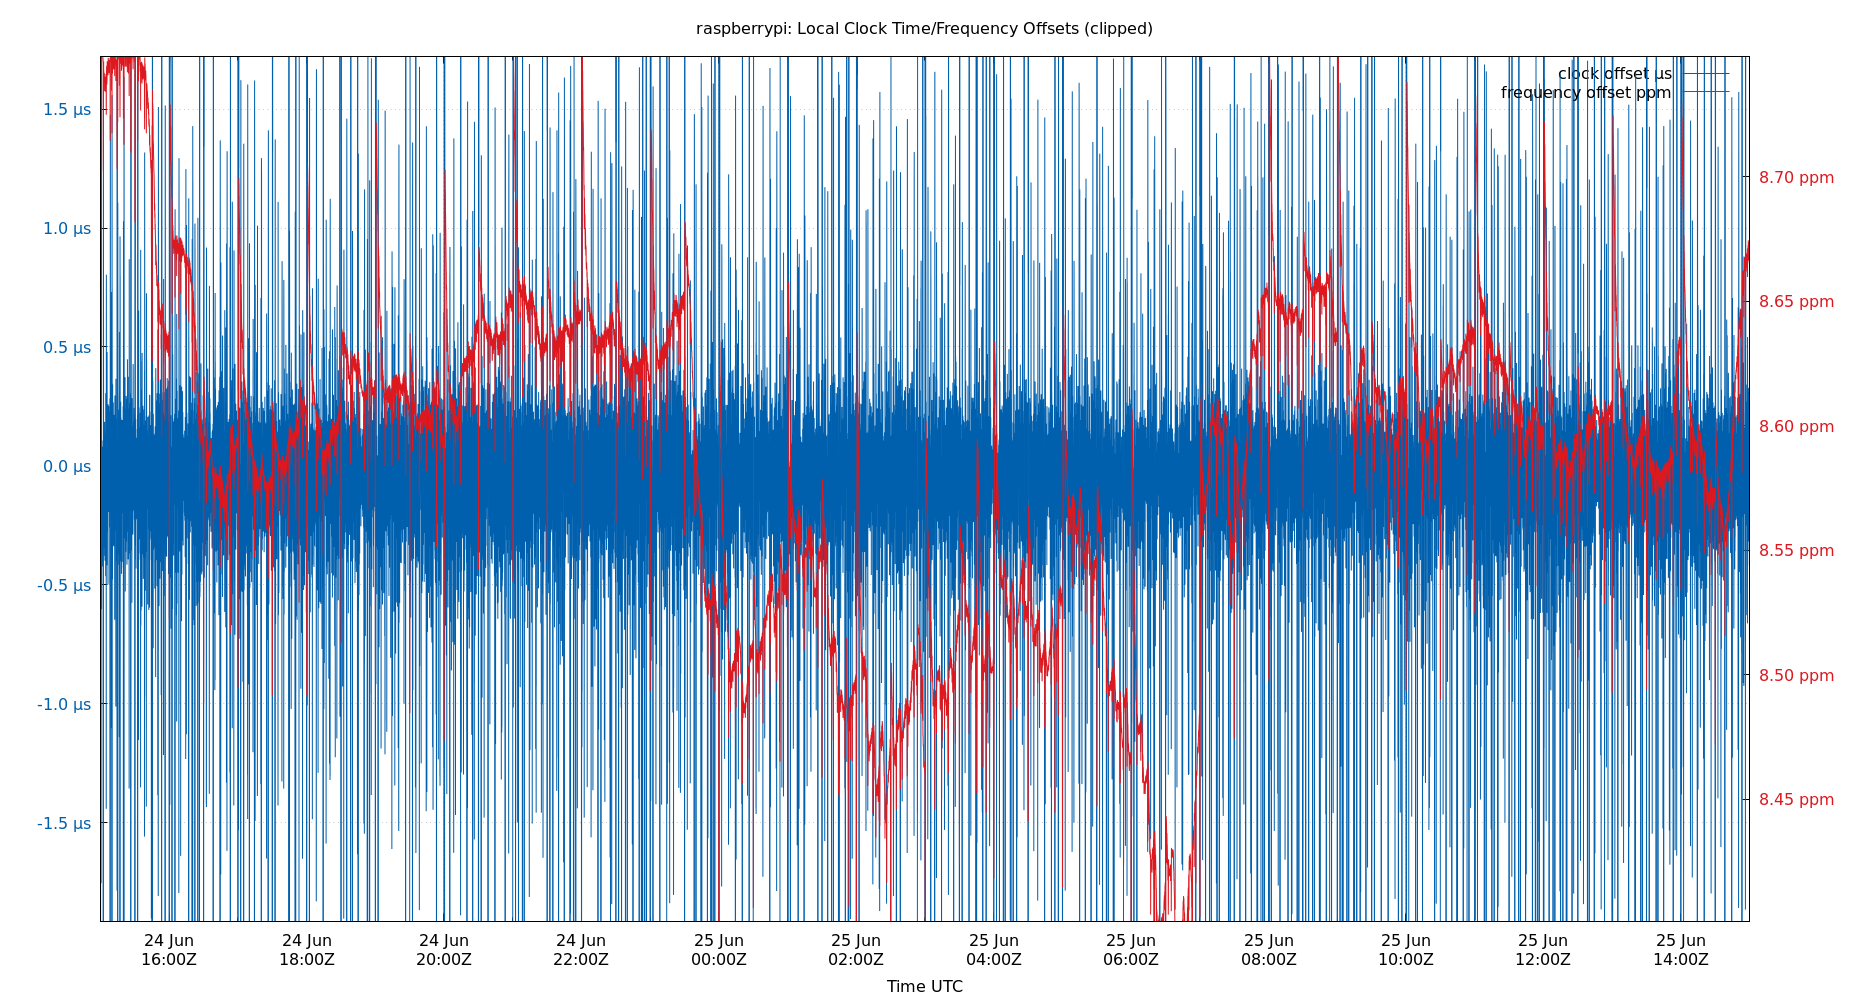 raspberrypi: Local Clock Time/Frequency Offsets (clipped)
clock offset µs
frequency offset ppm
1.5 µs
1.0 µs
0.5 µs
0.0 µs
-0.5 µs
-1.0 µs
-1.5 µs
8.70 ppm
8.65 ppm
8.60 ppm
8.55 ppm
8.50 ppm
8.45 ppm
24 Jun 24 Jun 24 Jun 24 Jun 25 Jun 25 Jun 25 Jun 25 Jun 25 Jun 25 Jun 25 Jun 25 Jun
16:00Z 18:00Z 20:00Z 22:00Z 00:00Z 02:00Z 04:00Z 06:00Z 08:00Z 10:00Z 12:00Z 14:00Z
Time UTC